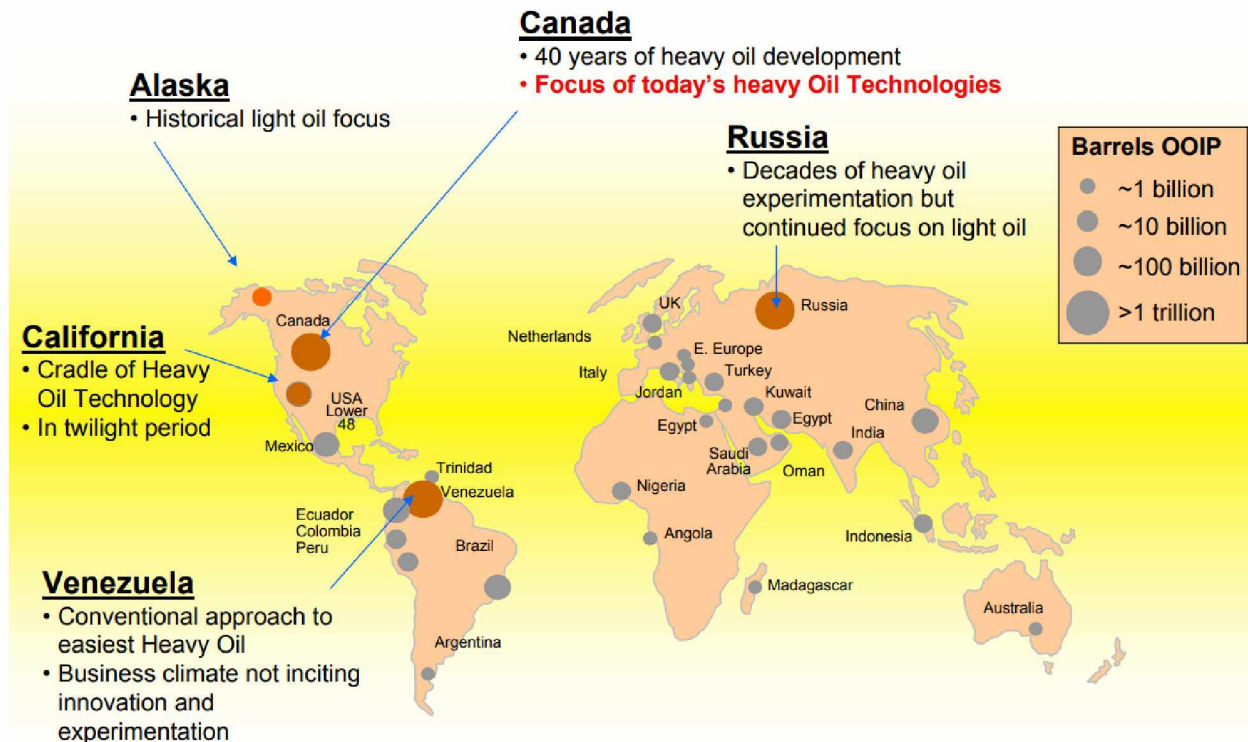 Canada
• 40 years of heavy oil development
• Focus of today's heavy Oil Technologies
Alaska
• Historical light oil focus
Russia
• Decades of heavy oil
experimentation but
continued focus on light oil
Barrels OOIP
~1 billion
~10 billion
~100 billion
>1 trillion
California
• Cradle of Heavy
Oil Technology
• In twilight period
Canada
USA
Lower
48
Mexico
Trinidad
Venezuela
Ecuador
Colombia
Peru
Brazil
Argentina
UK
Netherlands
Italy
E. Europe
Turkey
Jordan
Kuwait
Egypt
Egypt
Saudi
Arabia
Oman
Russia
China
India
Nigeria
Angola
Madagascar
Indonesia
Australia
Venezuela
• Conventional approach to
easiest Heavy Oil
• Business climate not inciting
innovation and
experimentation